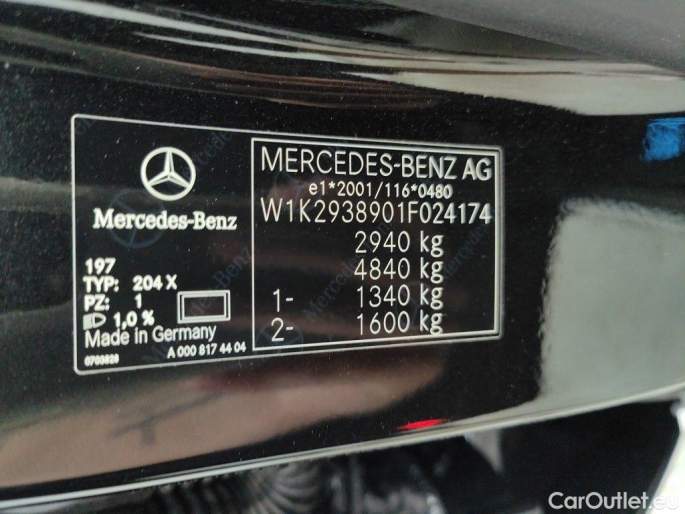 Mercedes-Benz
197
TYP: 204 X
PZ: 1
1,0 %
Made in Germany
A 000 817 44 04
MERCEDES-BENZ AG
e1*2001/116*0480
W1K2938901F024174
2940 kg
4840 kg
1- 1340 kg
2- 1600 kg
CarOutlet.eu